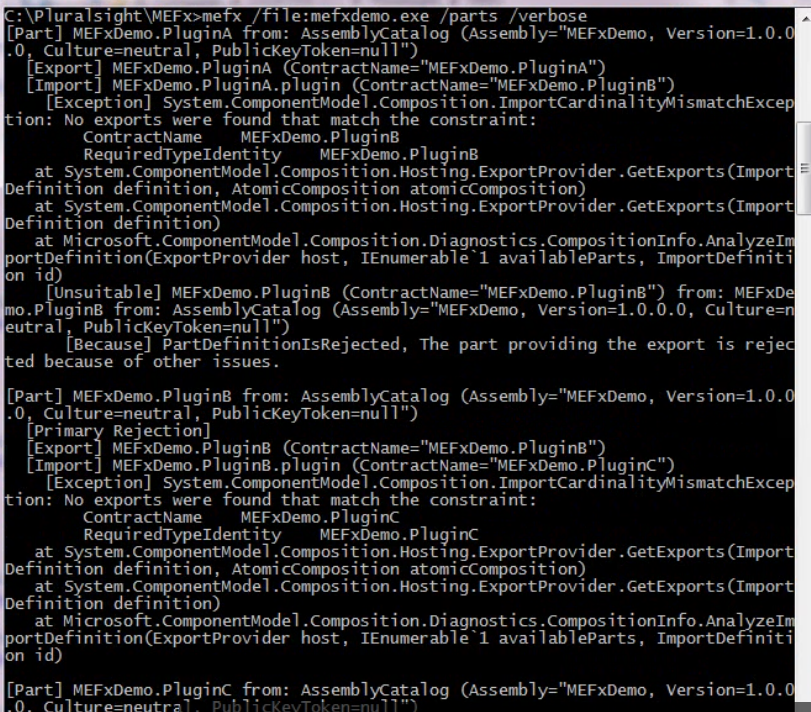 C:\Pluralsight\MEFx>mefx /file:mefxdemo.exe /parts /verbose
[Part] MEFxDemo.PluginA from: AssemblyCatalog (Assembly="MEFxDemo, Version=1.0.0
.0, Culture=neutral, PublicKeyToken=null")
[Export] MEFxDemo.PluginA (ContractName="MEFxDemo.PluginA")
[Import] MEFxDemo.PluginA.plugin (ContractName="MEFxDemo.PluginB")
[Exception] System.ComponentModel.Composition.ImportCardinalityMismatchExcep
tion: No exports were found that match the constraint:
ContractName MEFxDemo.PluginB
RequiredTypeIdentity MEFxDemo.PluginB
at System.ComponentModel.Composition.Hosting.ExportProvider.GetExports(Import
Definition definition, AtomicComposition atomicComposition)
at System.ComponentModel.Composition.Hosting.ExportProvider.GetExports(Import
Definition definition)
at Microsoft.ComponentModel.Composition.Diagnostics.CompositionInfo.AnalyzeIm
portDefinition(ExportProvider host, IEnumerable`1 availableParts, ImportDefiniti
on id)
[Unsuitable] MEFxDemo.PluginB (ContractName="MEFxDemo.PluginB") from: MEFxDe
mo.PluginB from: AssemblyCatalog (Assembly="MEFxDemo, Version=1.0.0.0, Culture=n
eutral, PublicKeyToken=null")
[Because] PartDefinitionIsRejected, The part providing the export is rejec
ted because of other issues.
[Part] MEFxDemo.PluginB from: AssemblyCatalog (Assembly="MEFxDemo, Version=1.0.0
.0, Culture=neutral, PublicKeyToken=null")
[Primary Rejection]
[Export] MEFxDemo.PluginB (ContractName="MEFxDemo.PluginB")
[Import] MEFxDemo.PluginB.plugin (ContractName="MEFxDemo.PluginC")
[Exception] System.ComponentModel.Composition.ImportCardinalityMismatchExcep
tion: No exports were found that match the constraint:
ContractName MEFxDemo.PluginC
RequiredTypeIdentity MEFxDemo.PluginC
at System.ComponentModel.Composition.Hosting.ExportProvider.GetExports(Import
Definition definition, AtomicComposition atomicComposition)
at System.ComponentModel.Composition.Hosting.ExportProvider.GetExports(Import
Definition definition)
at Microsoft.ComponentModel.Composition.Diagnostics.CompositionInfo.AnalyzeIm
portDefinition(ExportProvider host, IEnumerable`1 availableParts, ImportDefiniti
on id)
[Part] MEFxDemo.PluginC from: AssemblyCatalog (Assembly="MEFxDemo, Version=1.0.0
.0, Culture=neutral, PublicKeyToken=null")